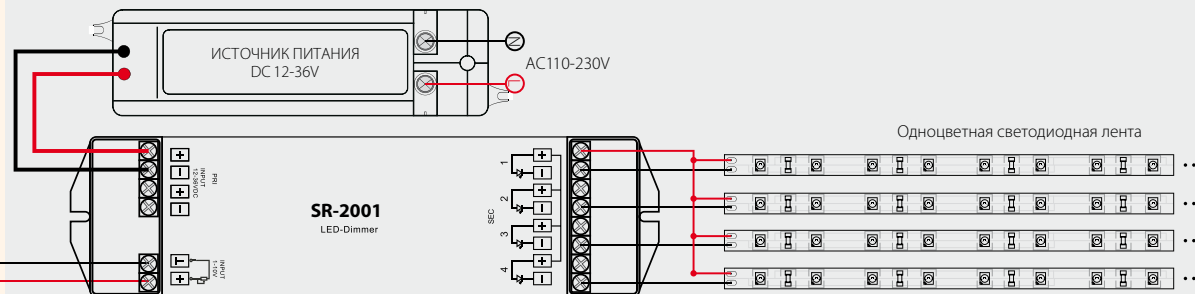 ИСТОЧНИК ПИТАНИЯ
DC 12-36V
N
AC110-230V
L
Одноцветная светодиодная лента
+
−
+
−
INPUT
12-36VDC
PRI
SR-2001
LED-Dimmer
1
+
−
2
+
−
SEC
3
+
−
4
+
−
−
+
1-10V
INPUT